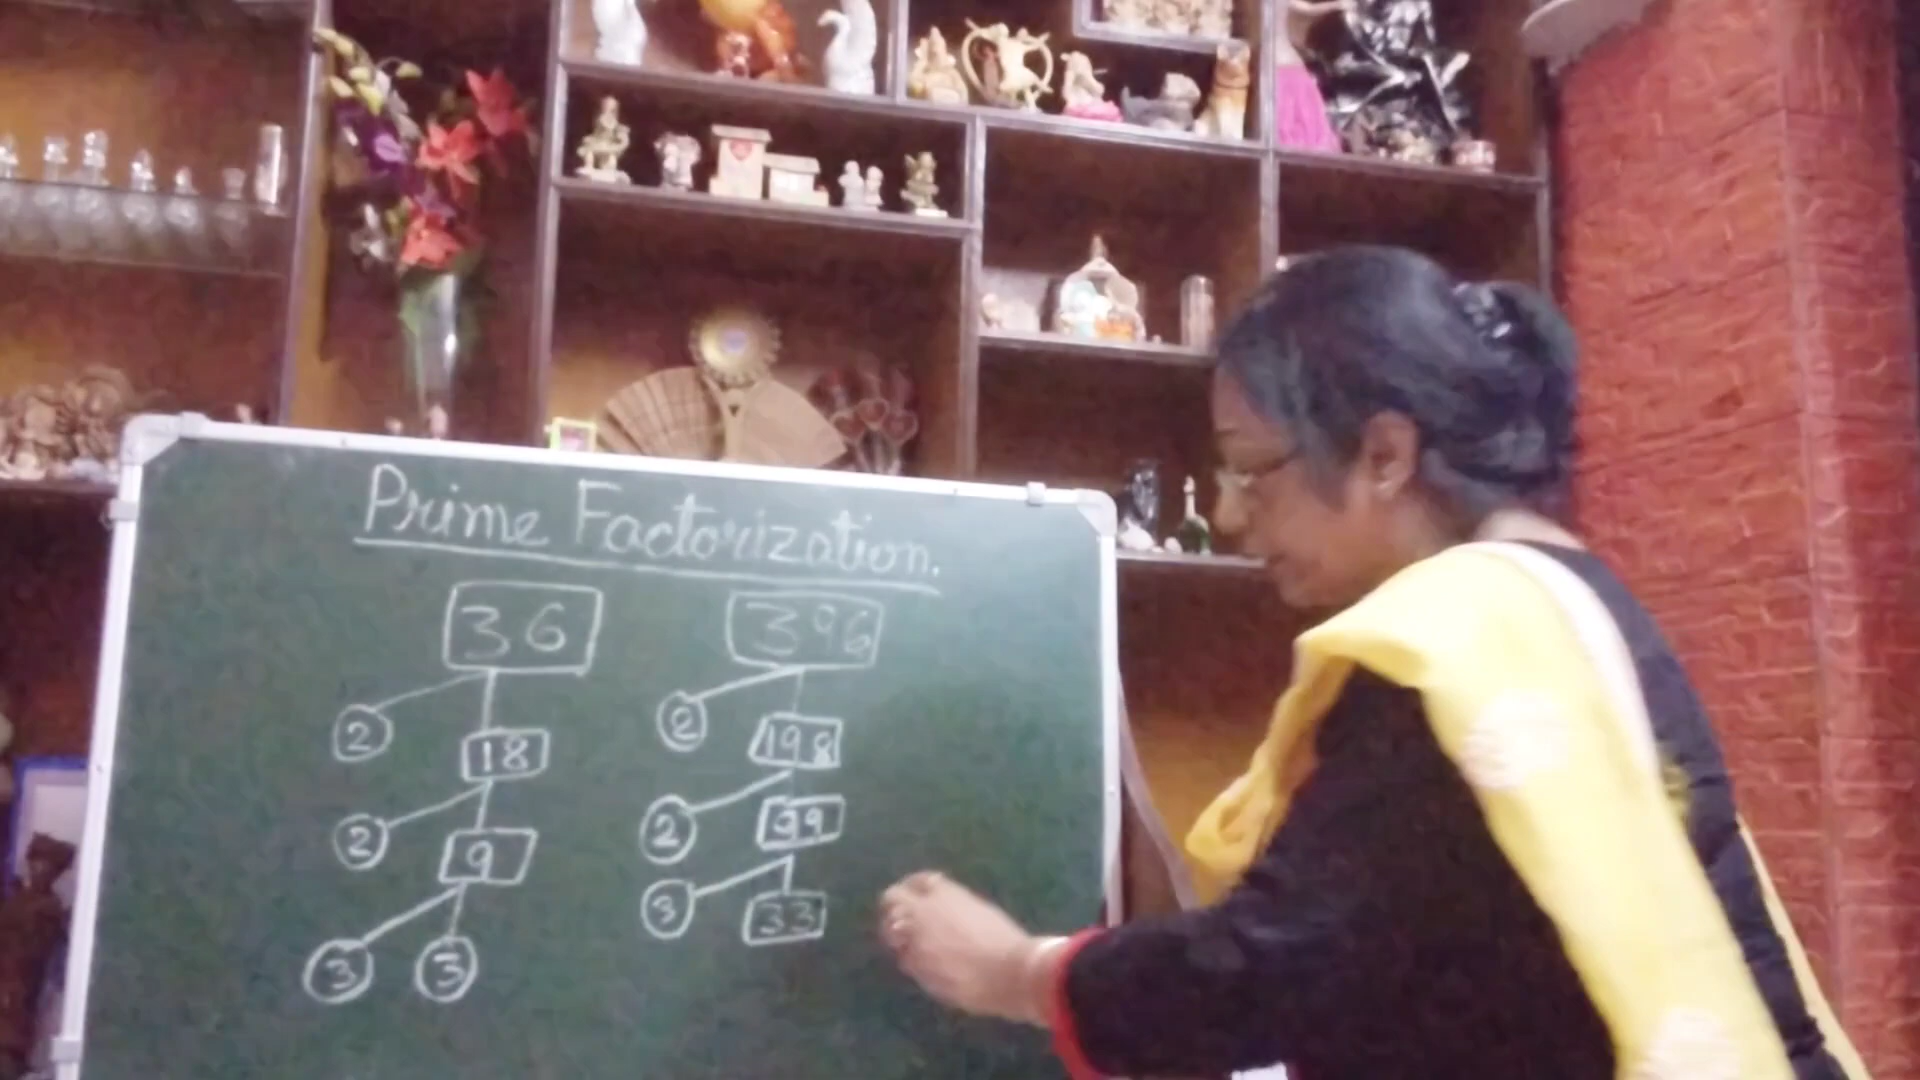 Prime Factorization.
36 396
2 18 2 198
2 9 2 99
3 3 3 33